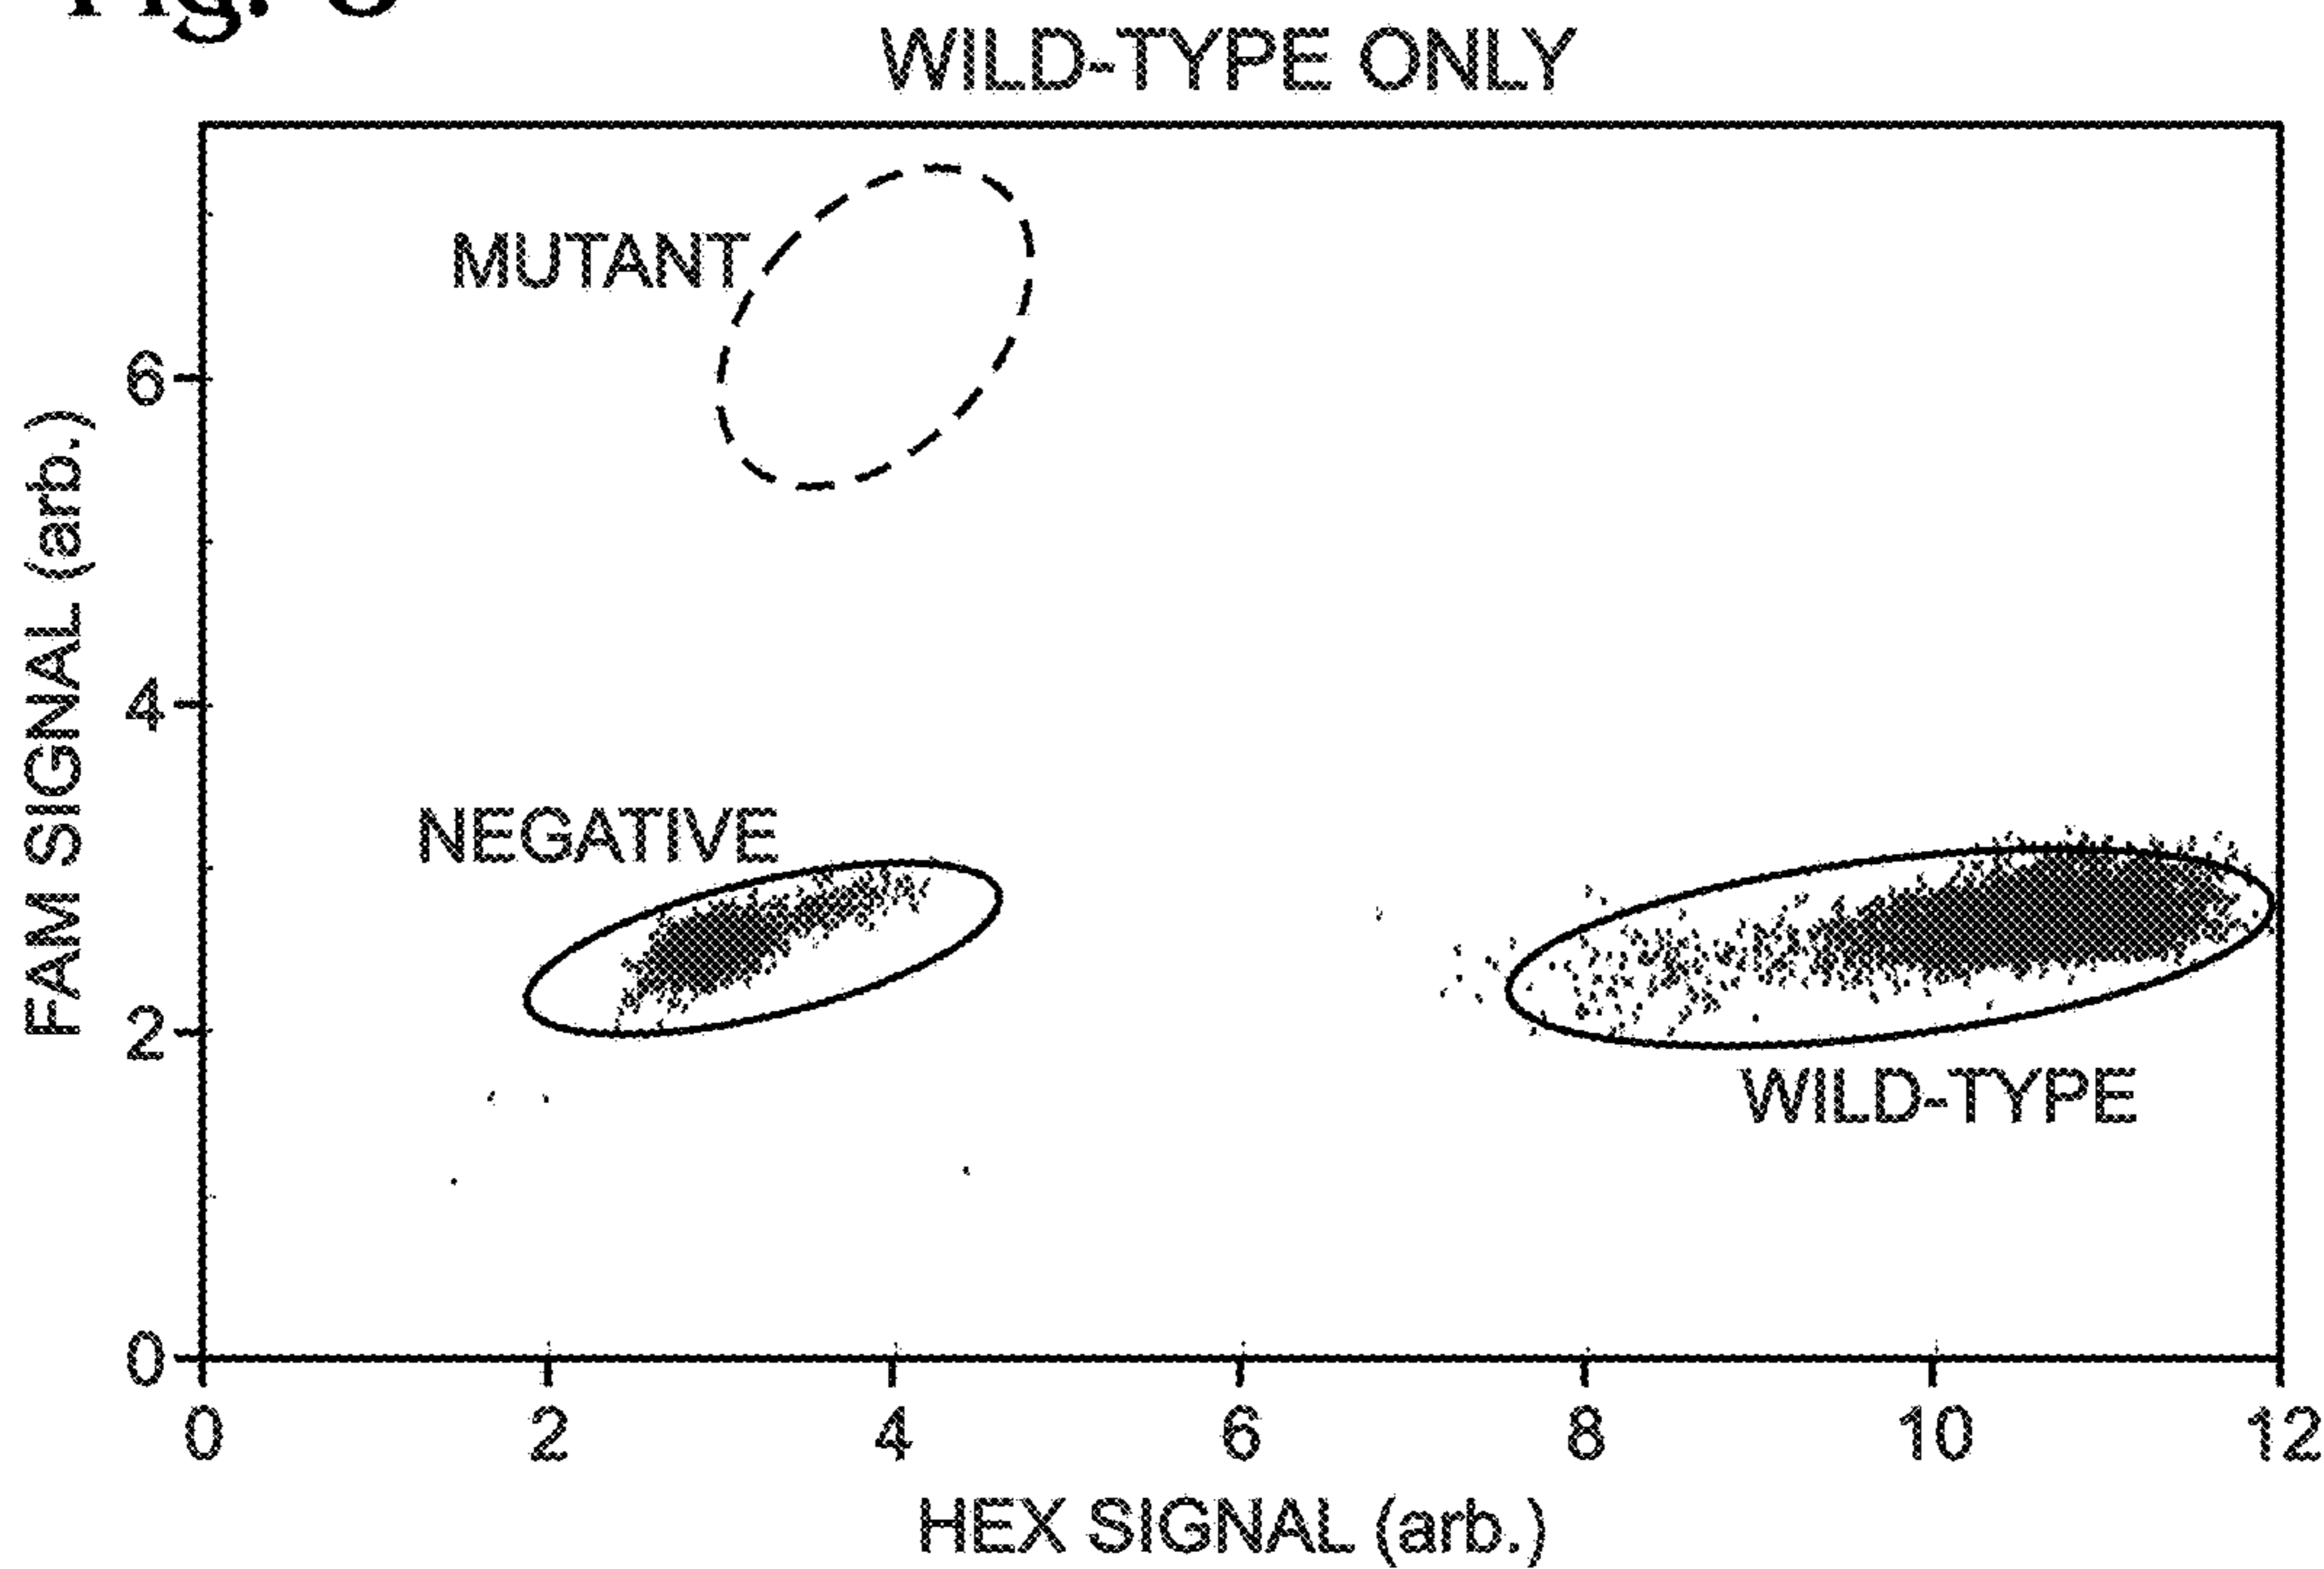 WILD-TYPE ONLY
MUTANT
6
4
NEGATIVE
2
WILD-TYPE
0
0 2 4 6 8 10 12
HEX SIGNAL (arb.)
FAM SIGNAL (arb.)